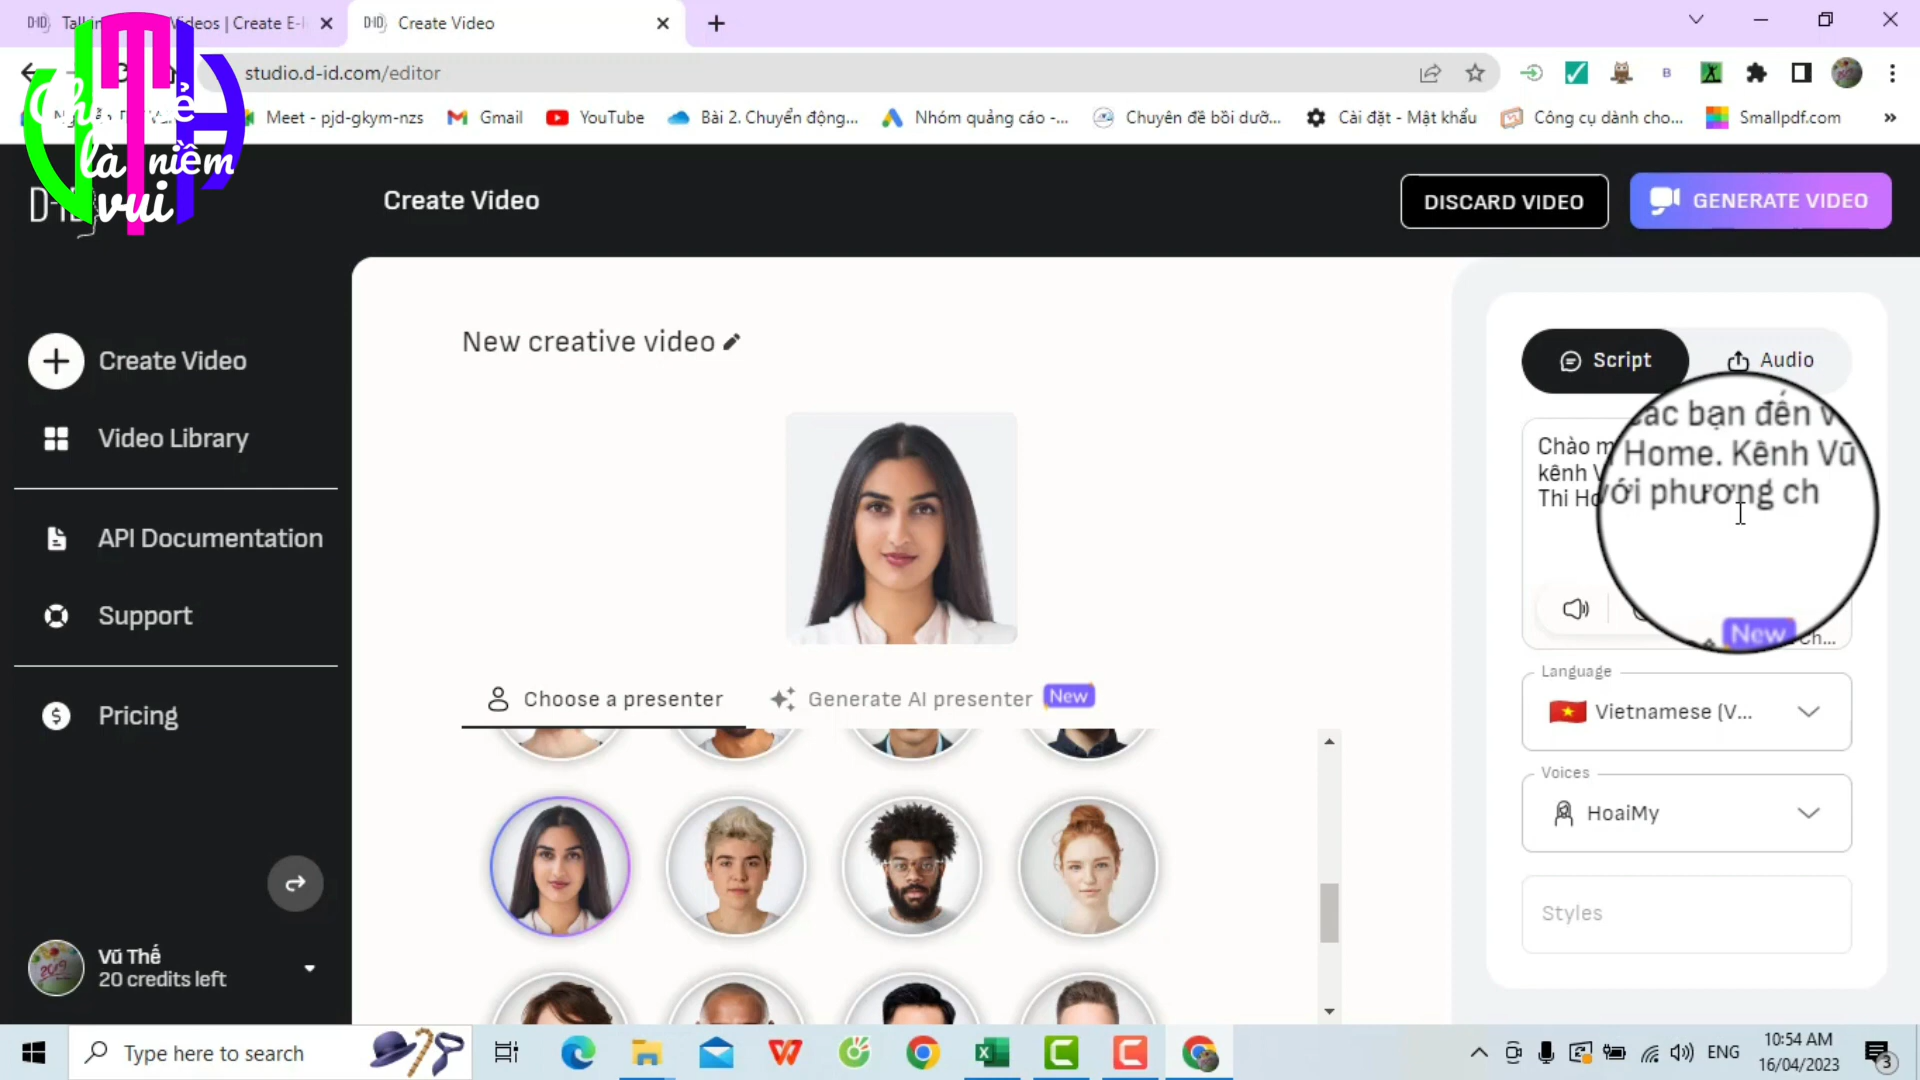 Create Video
studio.d-id.com/editor
Meet - pjd-gkym-nzs
Gmail
YouTube
Bài 2. Chuyển động...
Nhóm quảng cáo -...
Chuyên đề bồi dưỡ...
Cài đặt - Mật khẩu
Công cụ dành cho...
Smallpdf.com
là niềm
vui
Create Video
DISCARD VIDEO
GENERATE VIDEO
Create Video
Video Library
API Documentation
Support
Pricing
Vũ Thế
20 credits left
New creative video
Choose a presenter
Generate AI presenter
New
Script
Audio
các bạn đến
Home. Kênh Vũ
với phương ch
Chào
kênh
Thi
New
Language
Vietnamese (V...
Voices
HoaiMy
Styles
Type here to search
ENG
10:54 AM
16/04/2023
3